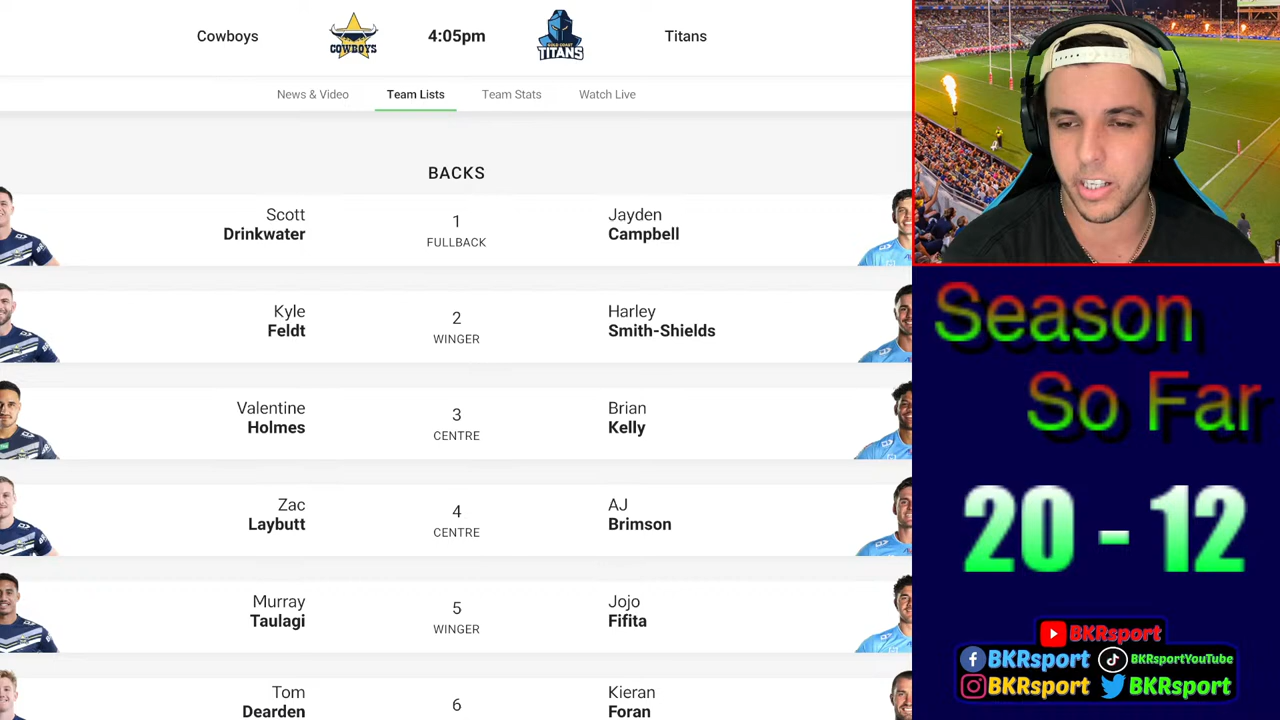 Cowboys
COWBOYS
4:05pm
GOLD COAST
TITANS
Titans
News & Video
Team Lists
Team Stats
Watch Live
BACKS
Scott
Drinkwater
1
FULLBACK
Jayden
Campbell
Kyle
Feldt
2
WINGER
Harley
Smith-Shields
Valentine
Holmes
3
CENTRE
Brian
Kelly
Zac
Laybutt
4
CENTRE
AJ
Brimson
Murray
Taulagi
5
WINGER
Jojo
Fifita
Tom
Dearden
6
Kieran
Foran
Season
So Far
20 - 12
BKRsport
BKRsport
BKRsportYouTube
BKRsport
BKRsport